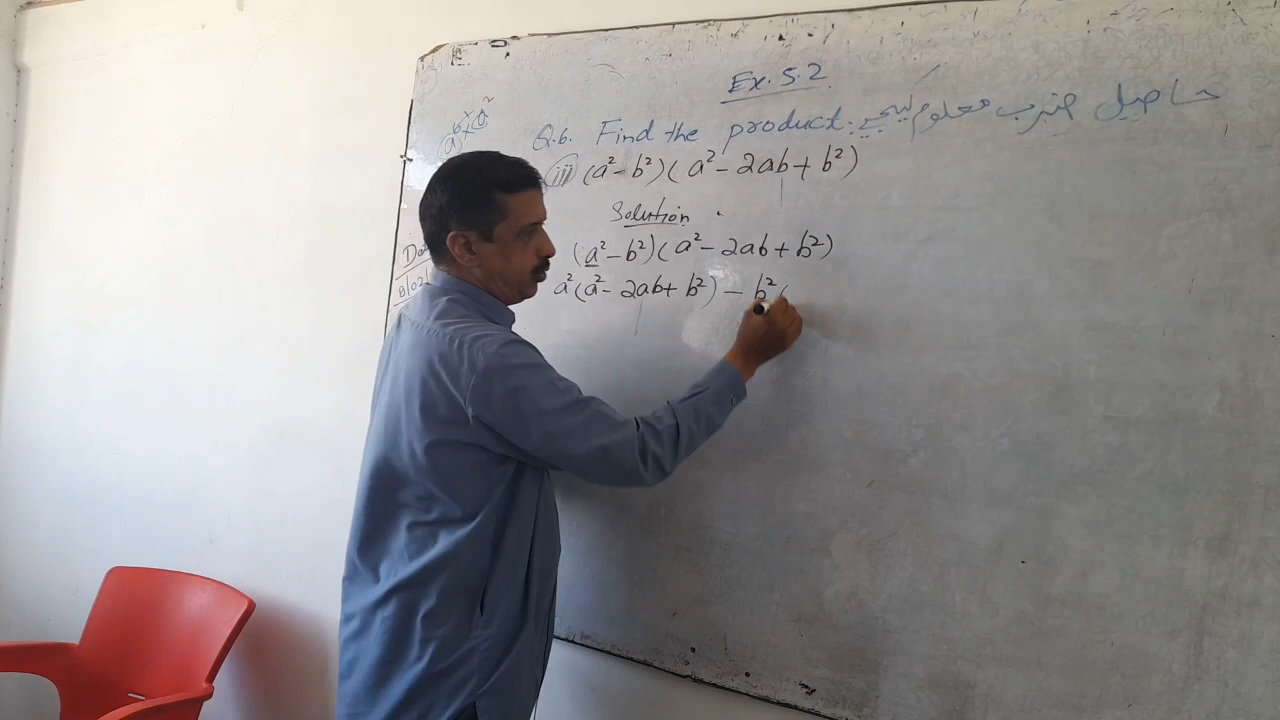 Ex. 5.2
Q.6. Find the product: حاصل ضرب معلوم کیجیے
(iii) (a² - b²)(a² - 2ab + b²)
Solution
(a² - b²)(a² - 2ab + b²)
a²(a² - 2ab + b²) - b²(